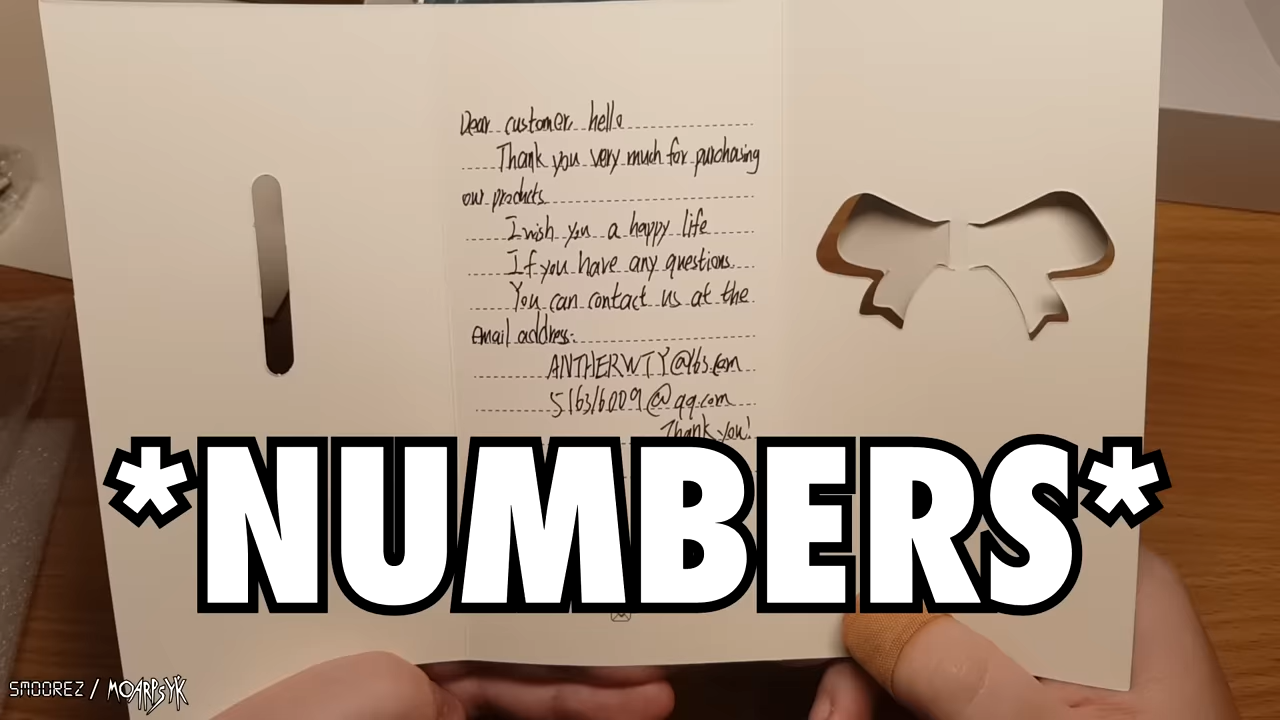 Dear customer, hello
Thank you very much for purchasing
our products
I wish you a happy life
If you have any questions
You can contact us at the
email address:
ANTHERWTY@163.com
516316009@qq.com
Thank you!
*NUMBERS*
SMOOREZ / MOARPSYK